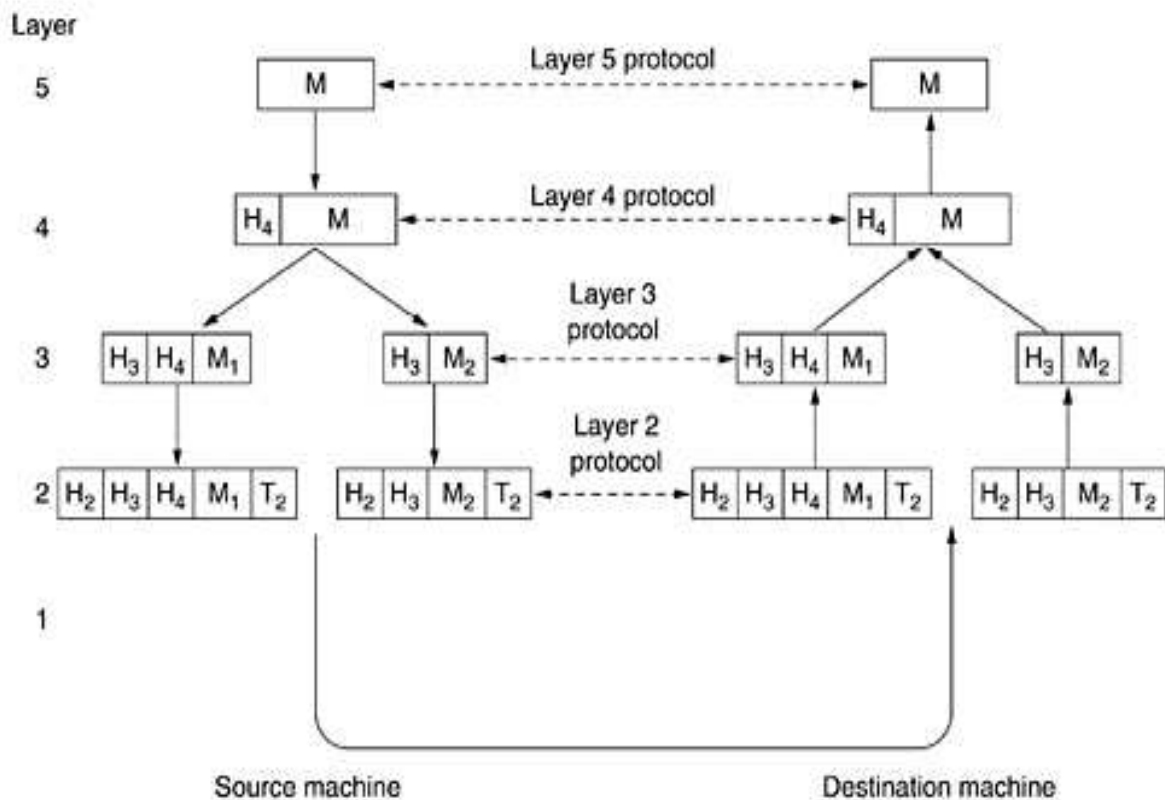 Layer
5 M Layer 5 protocol M
4 H₄ M Layer 4 protocol H₄ M
Layer 3
protocol
3 H₃ H₄ M₁ H₃ M₂ H₃ H₄ M₁ H₃ M₂
Layer 2
protocol
2 H₂ H₃ H₄ M₁ T₂ H₂ H₃ M₂ T₂ H₂ H₃ H₄ M₁ T₂ H₂ H₃ M₂ T₂
1
Source machine Destination machine